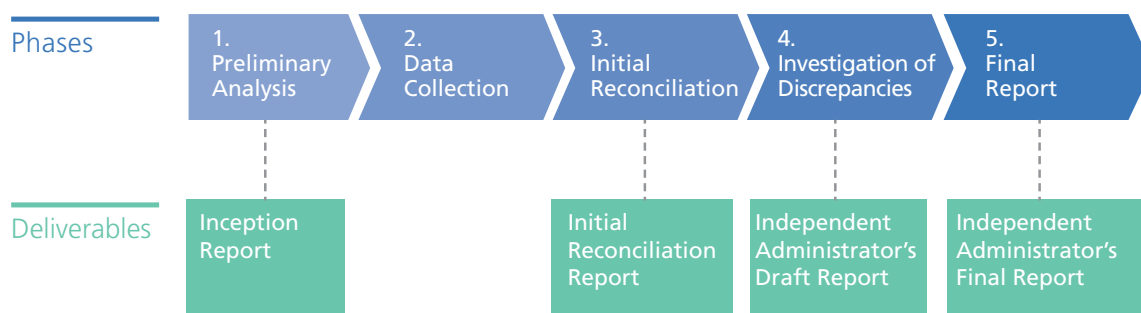 Phases
1.
Preliminary
Analysis
2.
Data
Collection
3.
Initial
Reconciliation
4.
Investigation of
Discrepancies
5.
Final
Report
Deliverables
Inception
Report
Initial
Reconciliation
Report
Independent
Administrator’s
Draft Report
Independent
Administrator’s
Final Report